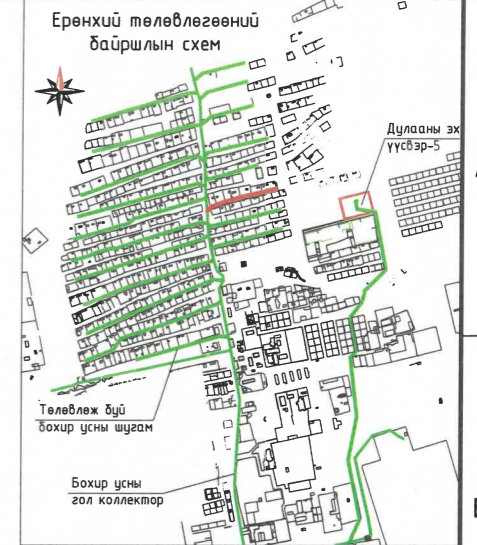 Ерөнхий төлөвлөгөөний
байршлын схем
Дулааны эх
үүсвэр-5
Төлөвлөж буй
бохир усны шугам
Бохир усны
гол коллектор